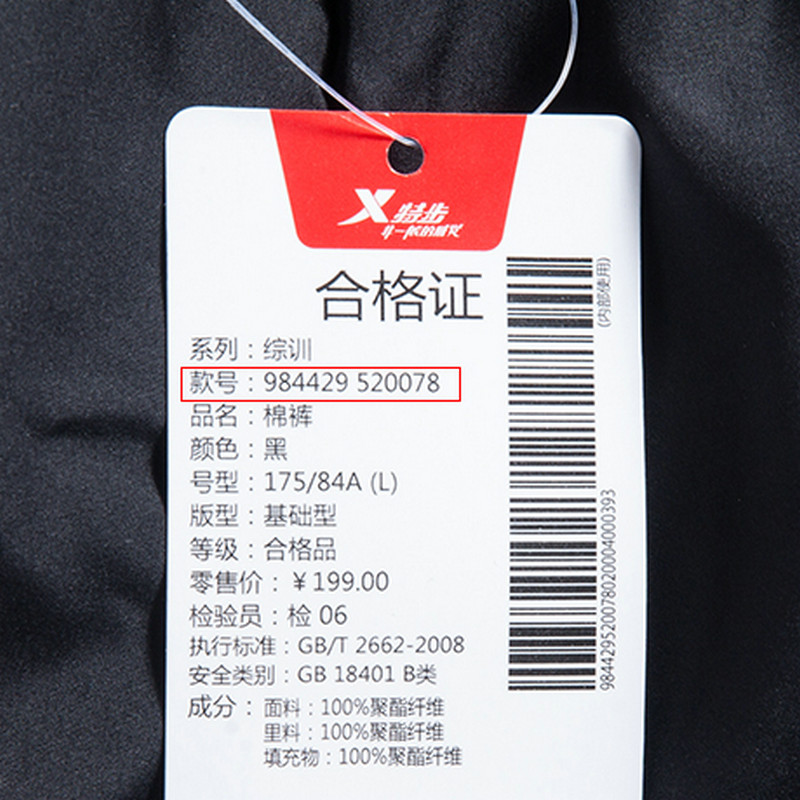 特步
非一般的感觉
合格证
系列：综训
款号：984429 520078
品名：棉裤
颜色：黑
号型：175/84A (L)
版型：基础型
等级：合格品
零售价：￥199.00
检验员：检 06
执行标准：GB/T 2662-2008
安全类别：GB 18401 B类
成分：面料：100%聚酯纤维
里料：100%聚酯纤维
填充物：100%聚酯纤维
(内部使用)
984429520078020004000393